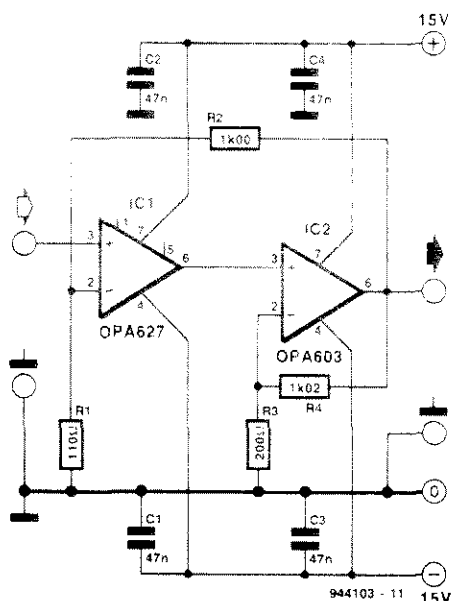 15V
+
C2
47n
C4
47n
R2
1k00
IC1
1
7
5
3
+
6
2
−
4
OPA627
IC2
7
3
+
6
2
−
4
OPA603
R1
110Ω
R3
200Ω
1k02
R4
0
C1
47n
C3
47n
−
944103 - 11
15V